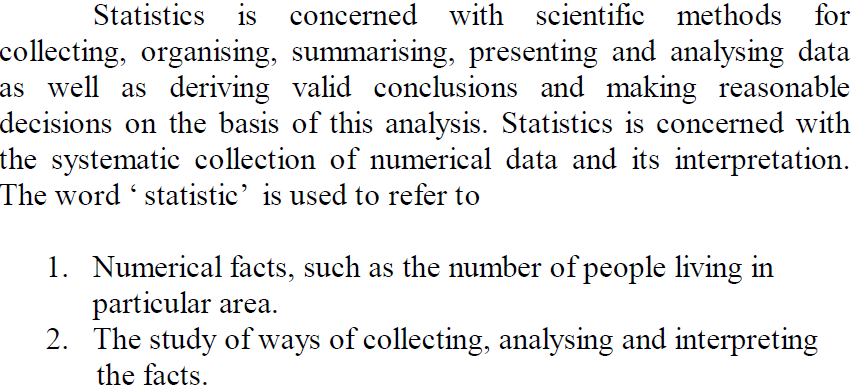 Statistics is concerned with scientific methods for
collecting, organising, summarising, presenting and analysing data
as well as deriving valid conclusions and making reasonable
decisions on the basis of this analysis. Statistics is concerned with
the systematic collection of numerical data and its interpretation.
The word ‘ statistic’ is used to refer to
1. Numerical facts, such as the number of people living in
particular area.
2. The study of ways of collecting, analysing and interpreting
the facts.